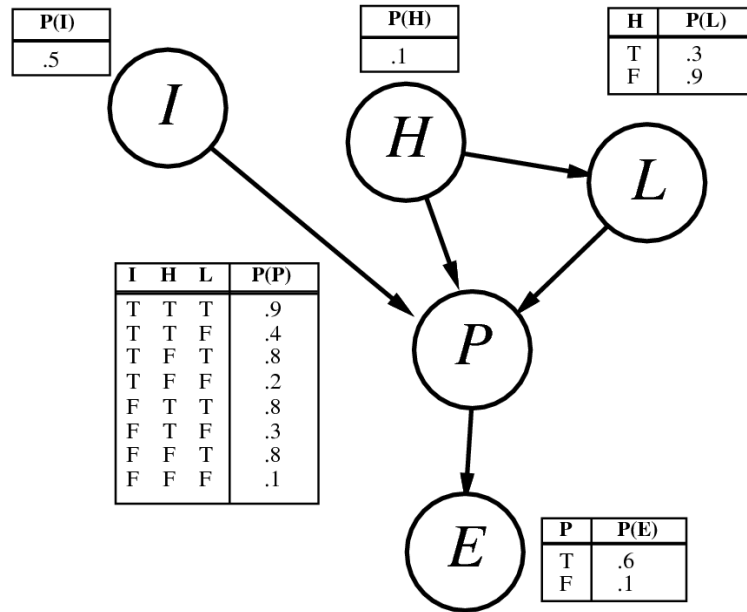 P(I)
.5
P(H)
.1
H P(L)
T .3
F .9
I
H
L
I H L P(P)
T T T .9
T T F .4
T F T .8
T F F .2
F T T .8
F T F .3
F F T .8
F F F .1
P
E
P P(E)
T .6
F .1